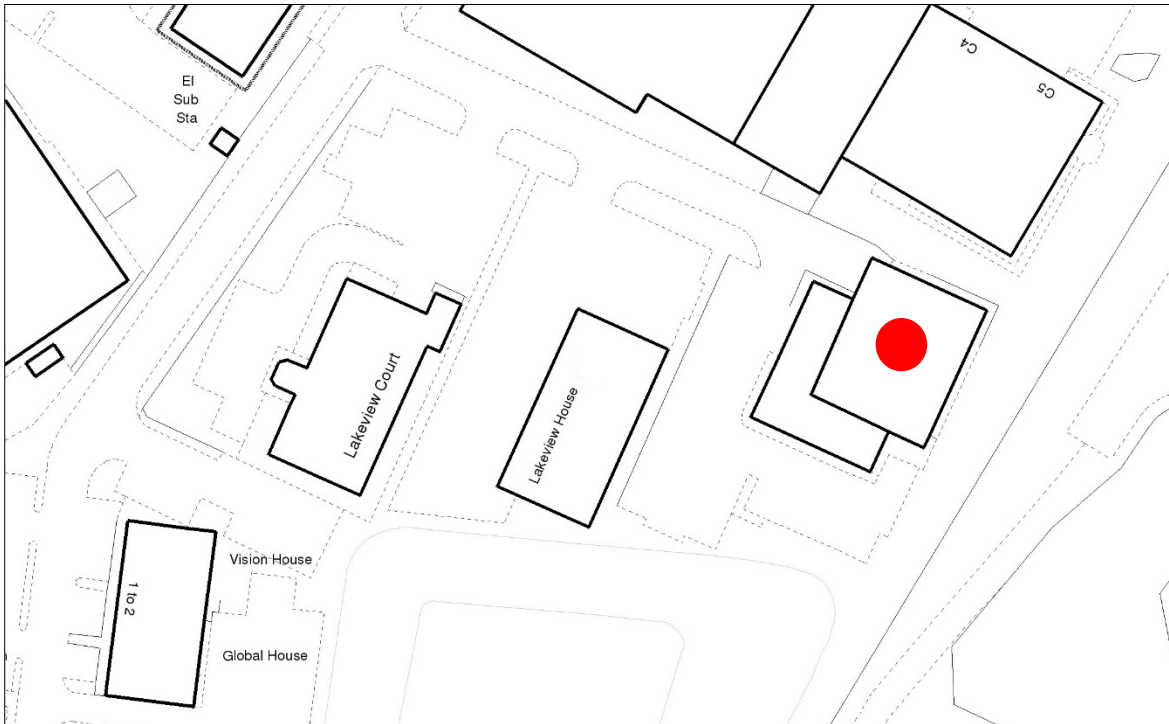 C4
C5
El
Sub
Sta
Lakeview Court
Lakeview House
Vision House
1 to 2
Global House